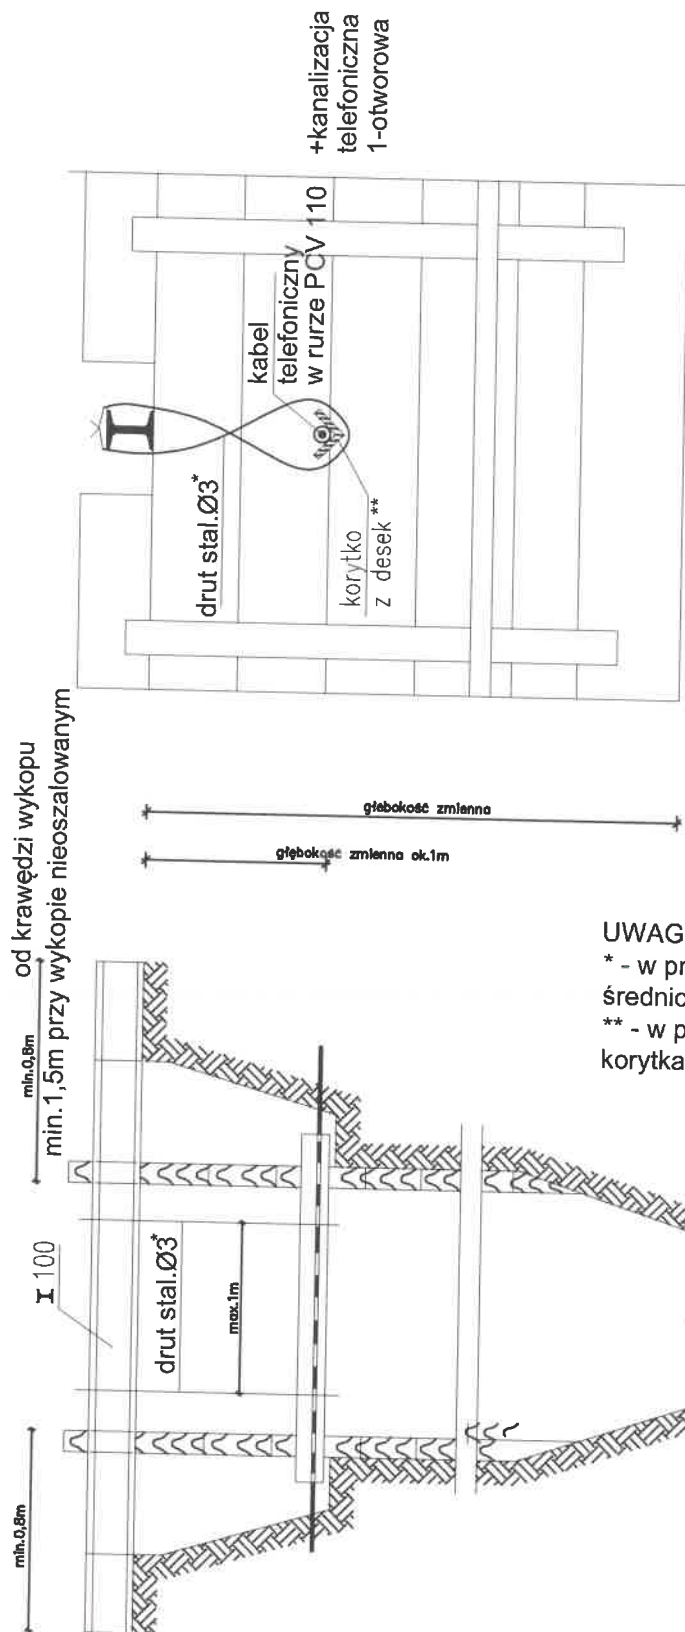 +kanalizacja
telefoniczna
1-otworowa
kabel
telefoniczny
w rurze PCV 110
drut stal.Ø3*
korytko
z desek **
od krawędzi wykopu
min.1,5m przy wykopie nieoszalowanym
głebokość zmienna
głębokość zmienna ok.1m
min.0,8m
I 100
drut stal.Ø3*
max.1m
min.0,8m
UWAG
* - w pr
średnic
** - w p
korytka